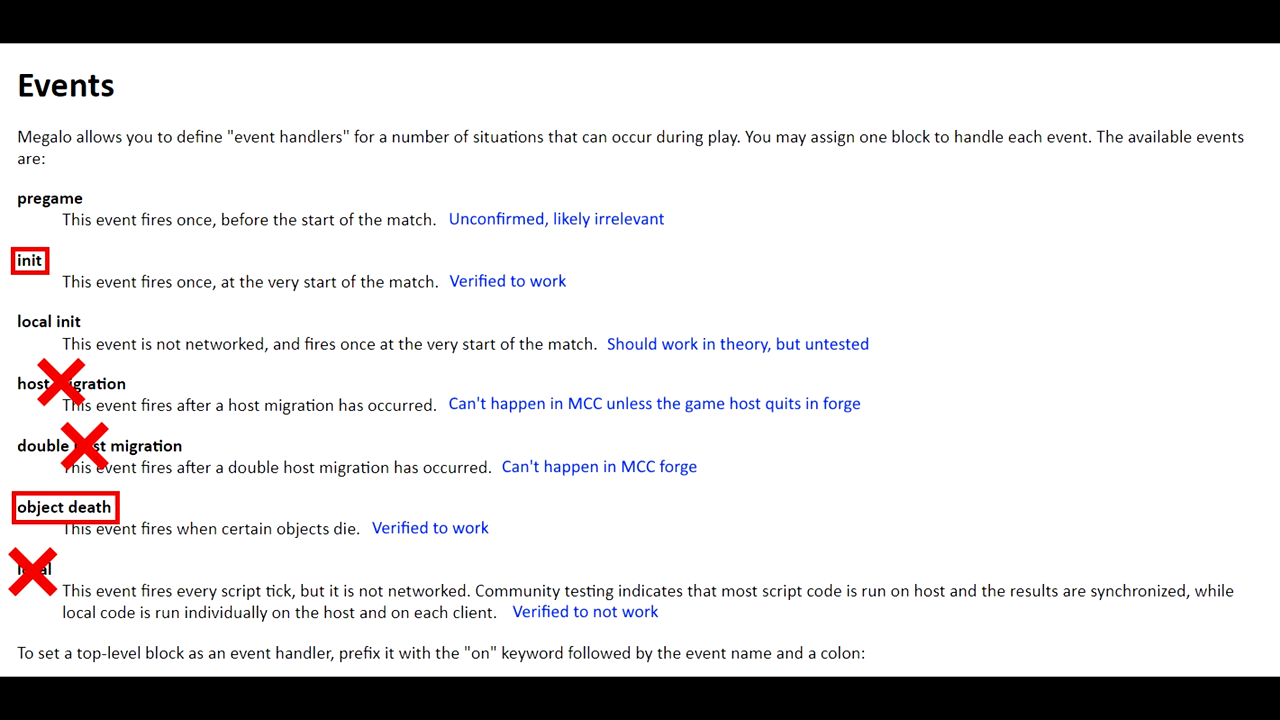 Events
Megalo allows you to define "event handlers" for a number of situations that can occur during play. You may assign one block to handle each event. The available events
are:
pregame
This event fires once, before the start of the match. Unconfirmed, likely irrelevant
init
This event fires once, at the very start of the match. Verified to work
local init
This event is not networked, and fires once at the very start of the match. Should work in theory, but untested
host migration
This event fires after a host migration has occurred. Can't happen in MCC unless the game host quits in forge
double host migration
This event fires after a double host migration has occurred. Can't happen in MCC forge
object death
This event fires when certain objects die. Verified to work
local
This event fires every script tick, but it is not networked. Community testing indicates that most script code is run on host and the results are synchronized, while
local code is run individually on the host and on each client. Verified to not work
To set a top-level block as an event handler, prefix it with the "on" keyword followed by the event name and a colon: